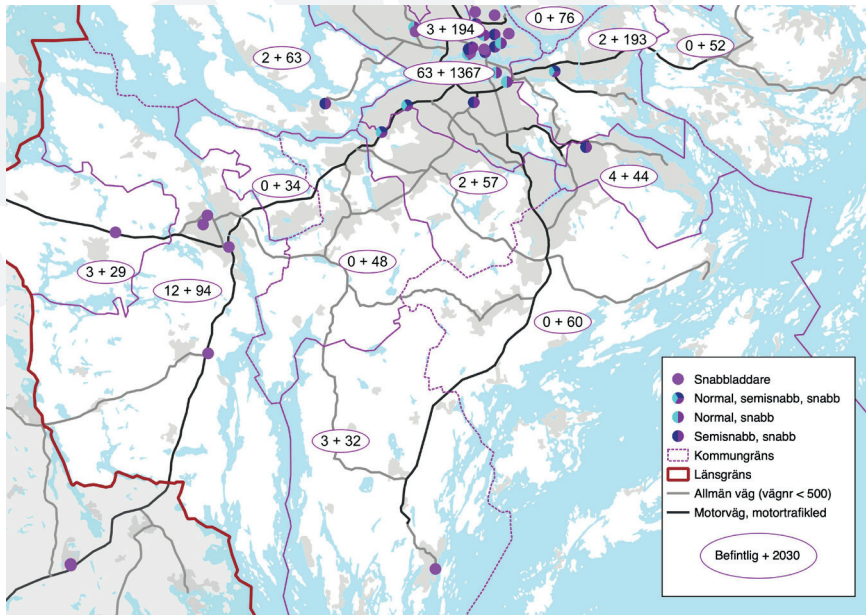 3 + 194
0 + 76
2 + 193
0 + 52
2 + 63
63 + 1367
0 + 34
2 + 57
4 + 44
3 + 29
0 + 48
12 + 94
0 + 60
3 + 32
Snabbladdare
Normal, semisnabb, snabb
Normal, snabb
Semisnabb, snabb
Kommungräns
Länsgräns
Allmän väg (vägnr < 500)
Motorväg, motortrafikled
Befintlig + 2030